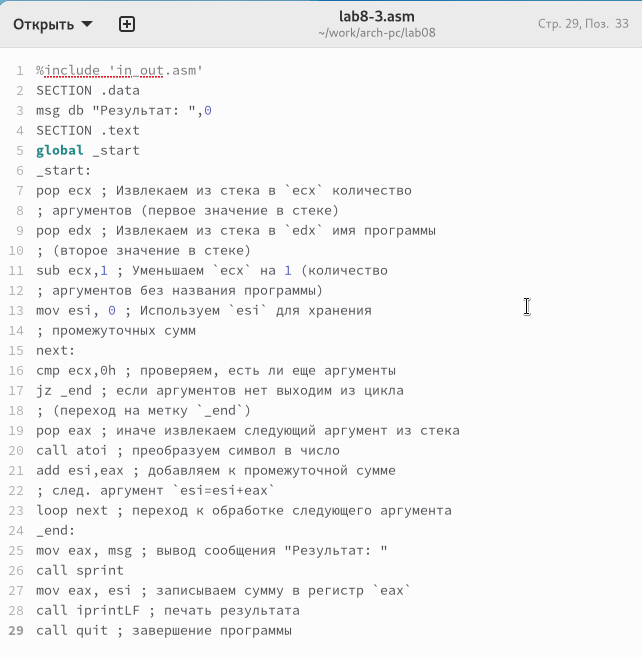 Открыть
lab8-3.asm
~/work/arch-pc/lab08
Стр. 29, Поз. 33
1 %include 'in_out.asm'
2 SECTION .data
3 msg db "Результат: ",0
4 SECTION .text
5 global _start
6 _start:
7 pop ecx ; Извлекаем из стека в `ecx` количество
8 ; аргументов (первое значение в стеке)
9 pop edx ; Извлекаем из стека в `edx` имя программы
10 ; (второе значение в стеке)
11 sub ecx,1 ; Уменьшаем `ecx` на 1 (количество
12 ; аргументов без названия программы)
13 mov esi, 0 ; Используем `esi` для хранения
14 ; промежуточных сумм
15 next:
16 cmp ecx,0h ; проверяем, есть ли еще аргументы
17 jz _end ; если аргументов нет выходим из цикла
18 ; (переход на метку `_end`)
19 pop eax ; иначе извлекаем следующий аргумент из стека
20 call atoi ; преобразуем символ в число
21 add esi,eax ; добавляем к промежуточной сумме
22 ; след. аргумент `esi=esi+eax`
23 loop next ; переход к обработке следующего аргумента
24 _end:
25 mov eax, msg ; вывод сообщения "Результат: "
26 call sprint
27 mov eax, esi ; записываем сумму в регистр `eax`
28 call iprintLF ; печать результата
29 call quit ; завершение программы